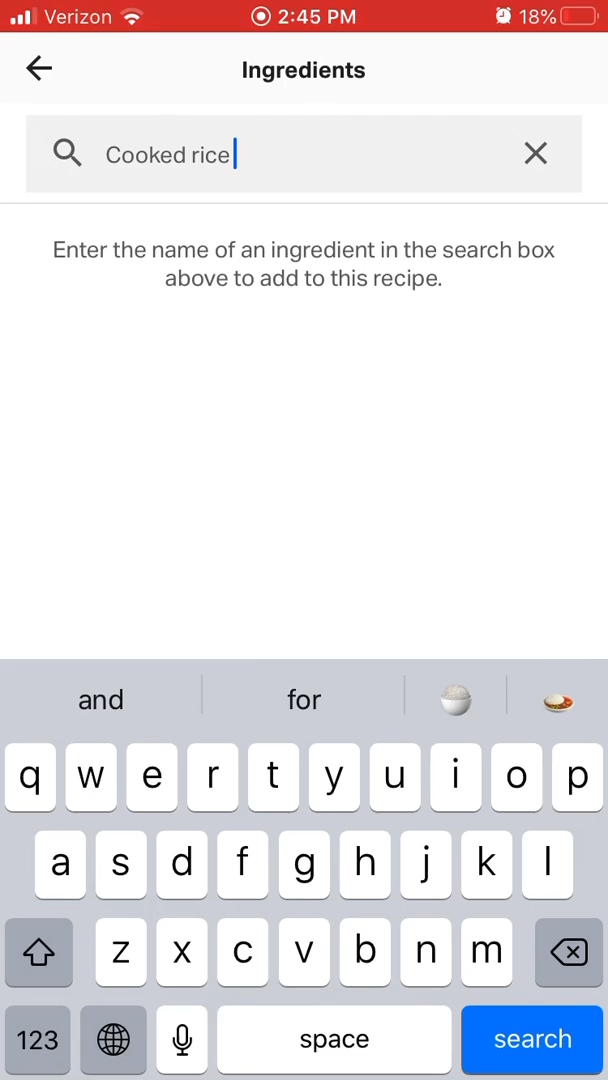 Verizon 2:45 PM 18%
Ingredients
Cooked rice
Enter the name of an ingredient in the search box
above to add to this recipe.
and for
q w e r t y u i o p
a s d f g h j k l
z x c v b n m
123 space search